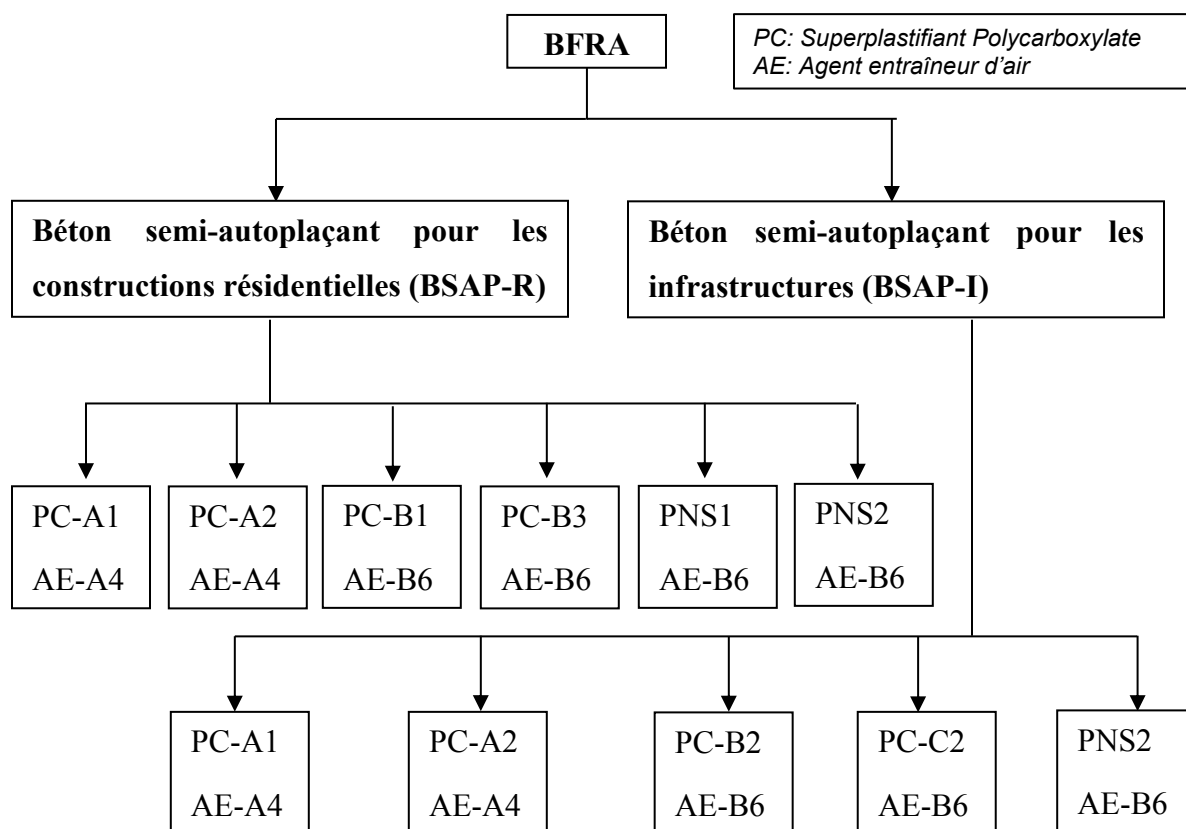 BFRA
PC: Superplastifiant Polycarboxylate
AE: Agent entraîneur d’air
Béton semi-autoplaçant pour les
constructions résidentielles (BSAP-R)
Béton semi-autoplaçant pour les
infrastructures (BSAP-I)
PC-A1
AE-A4
PC-A2
AE-A4
PC-B1
AE-B6
PC-B3
AE-B6
PNS1
AE-B6
PNS2
AE-B6
PC-A1
AE-A4
PC-A2
AE-A4
PC-B2
AE-B6
PC-C2
AE-B6
PNS2
AE-B6